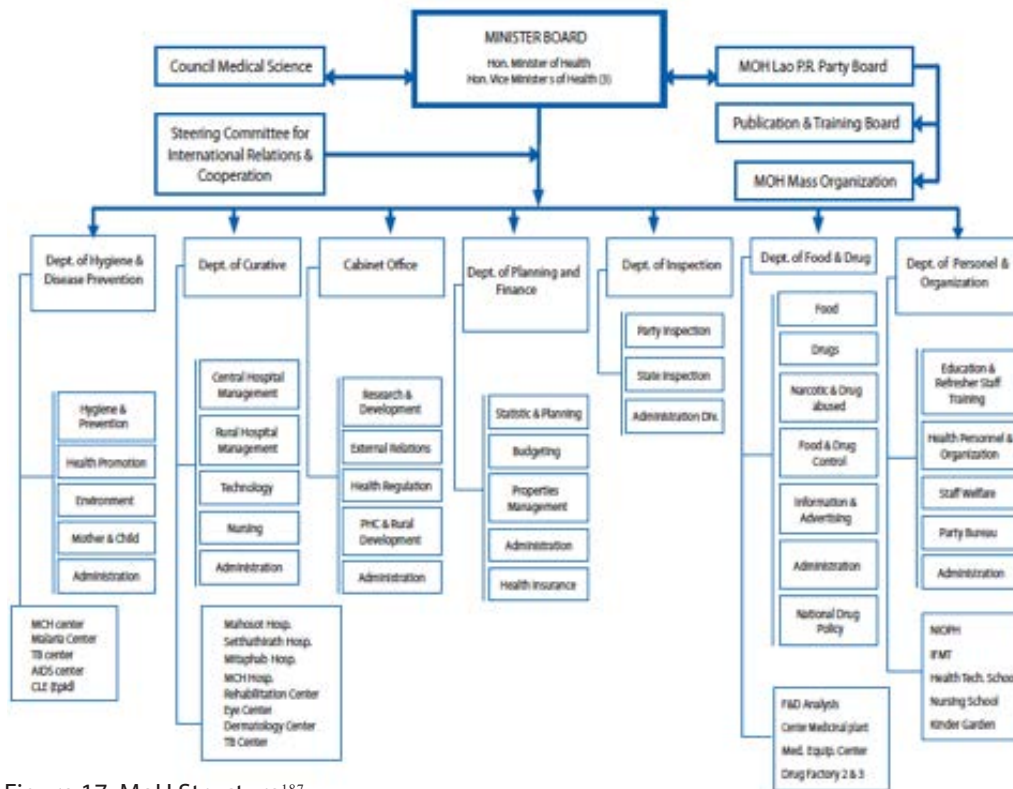 MINISTER BOARD
Hon. Minister of Health
Hon. Vice Ministers of Health (3)
Council Medical Science
MOH Lao P.R. Party Board
Steering Committee for
International Relations &
Cooperation
Publication & Training Board
MOH Mass Organization
Dept. of Hygiene &
Disease Prevention
Hygiene &
Prevention
Health Promotion
Environment
Mother & Child
Administration
MCH center
Malaria Center
TB center
AIDS center
CLE (Epid)
Dept. of Curative
Central Hospital
Management
Rural Hospital
Management
Technology
Nursing
Administration
Mahosot Hosp.
Setthathirath Hosp.
Mitaphab Hosp.
MCH Hosp.
Rehabilitation Center
Eye Center
Dermatology Center
TB Center
Cabinet Office
Research &
Development
External Relations
Health Regulation
PHC & Rural
Development
Administration
Dept. of Planning and
Finance
Statistic & Planning
Budgeting
Properties
Management
Administration
Health Insurance
Dept. of Inspection
Party Inspection
State Inspection
Administration Div.
Dept. of Food & Drug
Food
Drugs
Narcotic & Drug
abused
Food & Drug
Control
Information &
Advertising
Administration
National Drug
Policy
F&D Analysis
Center Medicinal plant
Med. Equip. Center
Drug Factory 2 & 3
Dept. of Personel &
Organization
Education &
Refresher Staff
Training
Health Personnel &
Organization
Staff Welfare
Party Bureau
Administration
NIOPH
IFMT
Health Tech. School
Nursing School
Kinder Garden
Figure 17. MoH Structure187